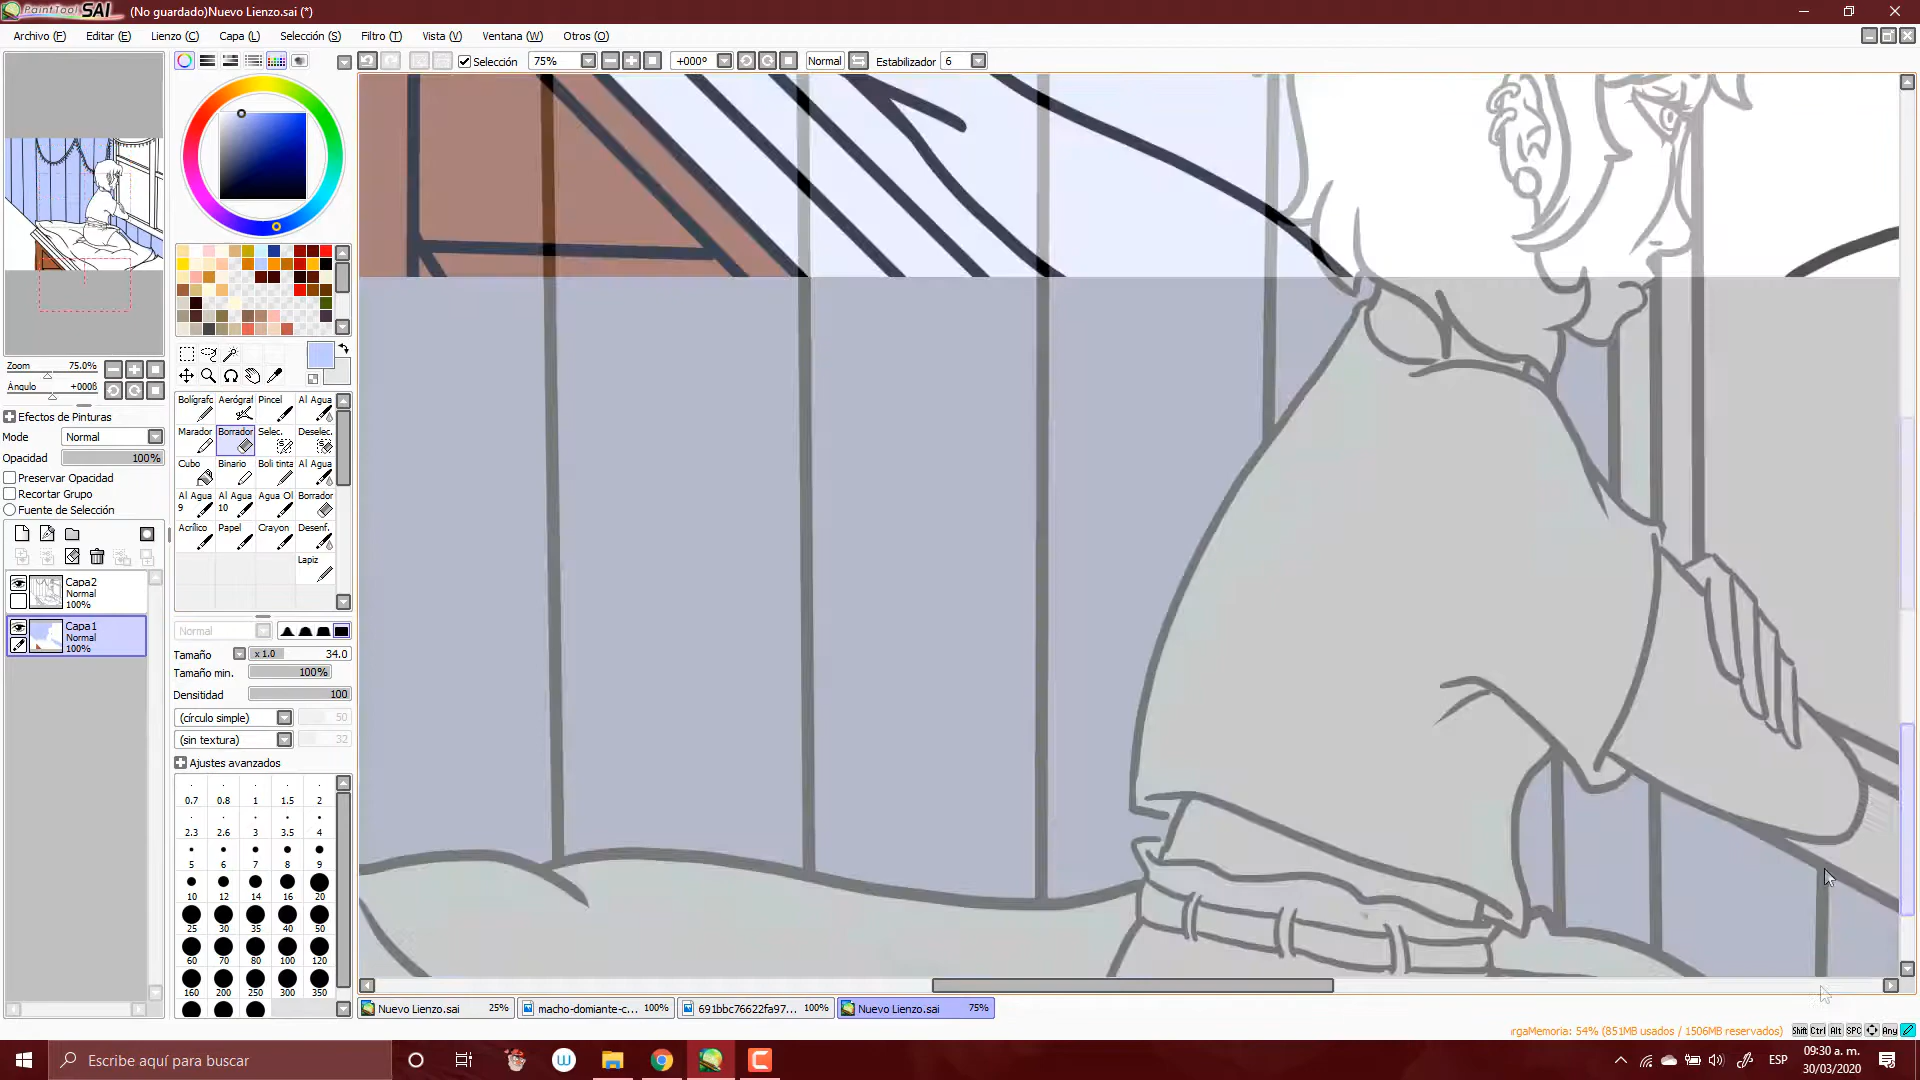 PaintTool SAI (No guardado)Nuevo Lienzo.sai (*)
Archivo (F) Editar (E) Lienzo (C) Capa (L) Selección (S) Filtro (T) Vista (V) Ventana (W) Otros (O)
Selección 75% +000º Normal Estabilizador 6
Zoom 75.0%
Ángulo +000ß
Efectos de Pinturas
Mode Normal
Opacidad 100%
Preservar Opacidad
Recortar Grupo
Fuente de Selección
Capa2
Normal
100%
Capa1
Normal
100%
Bolígrafo Aerógraf Pincel Al Agua
Marador Borrador Selec. Deselec.
Cubo Binario Boli tinta Al Agua
Al Agua 9 Al Agua 10 Agua Ol Borrador
Acrílico Papel Crayon Desenf.
Lapiz
Normal
Tamaño x 1.0 34.0
Tamaño min. 100%
Densitidad 100
(círculo simple) 50
(sin textura) 32
Ajustes avanzados
0.7 0.8 1 1.5 2
2.3 2.6 3 3.5 4
5 6 7 8 9
10 12 14 16 20
25 30 35 40 50
60 70 80 100 120
160 200 250 300 350
Nuevo Lienzo.sai 25% macho-domiante-c... 100% 691bbc76622fa97... 100% Nuevo Lienzo.sai 75%
ırgaMemoria: 54% (851MB usados / 1506MB reservados) Shift Ctrl Alt SPC Any
Escribe aquí para buscar
ESP
09:30 a. m.
30/03/2020